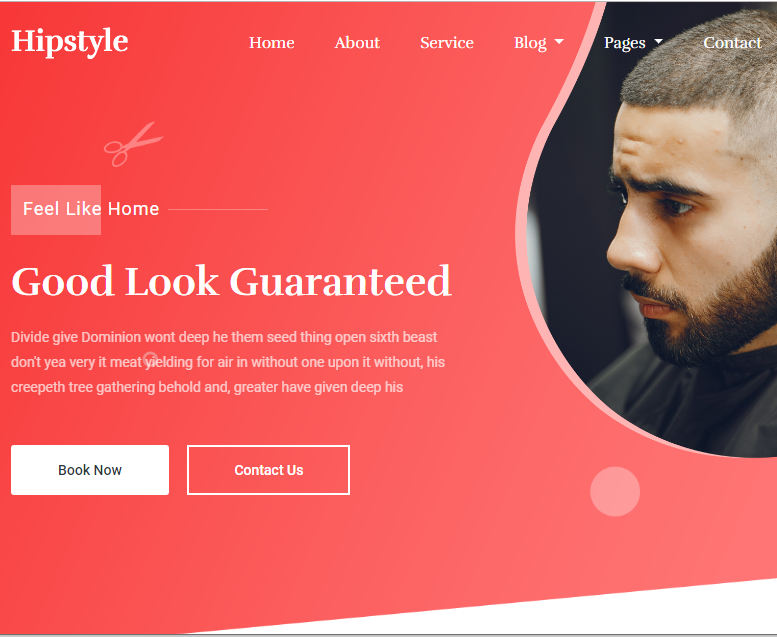 Hipstyle
Home About Service Blog Pages Contact
Feel Like Home
Good Look Guaranteed
Divide give Dominion wont deep he them seed thing open sixth beast
don't yea very it meat yielding for air in without one upon it without, his
creepeth tree gathering behold and, greater have given deep his
Book Now Contact Us